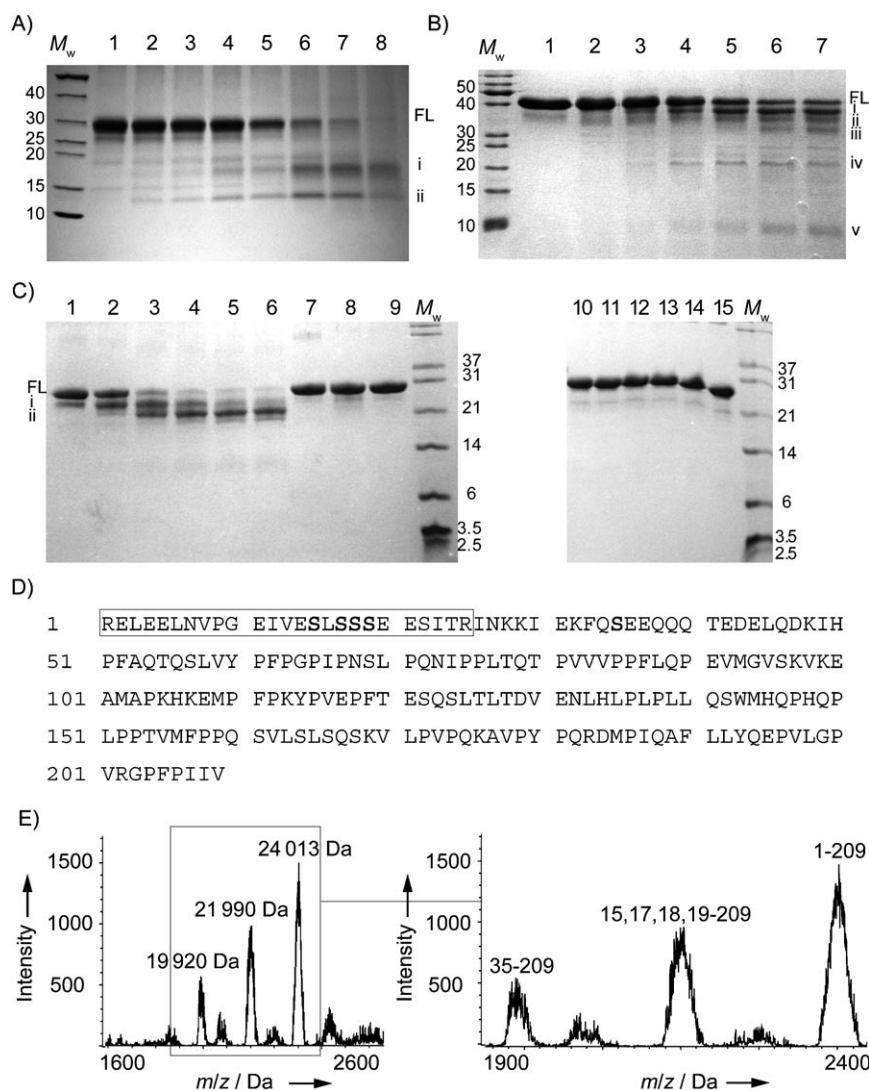 A)
M_w 1 2 3 4 5 6 7 8
40
30
25
20
15
10
FL
i
ii
B)
M_w 1 2 3 4 5 6 7
50
40
30
25
20
15
10
FL
i
ii
iii
iv
v
C)
1 2 3 4 5 6 7 8 9 M_w
FL
i
ii
37
31
21
14
6
3.5
2.5
10 11 12 13 14 15 M_w
37
31
21
14
6
3.5
2.5
D)
1 RELEELNVPG EIVESLSSSE ESITRINKKI EKFQSEEQQQ TEDELQDKIH
51 PFAQTQSLVY PFPGPIPNSL PQNIPPLTQT PVVVPPFLQP EVMGVSKVKE
101 AMAPKHKEMP FPKYPVEPFT ESQSLTLTDV ENLHLPLPLL QSWMHQPHQP
151 LPPTVMFPPQ SVLSLSQSKV LPVPQKAVPY PQRDMPIQAF LLYQEPVLGP
201 VRGPFPIIV
E)
Intensity
1500
1000
500
24 013 Da
21 990 Da
19 920 Da
1600 2600
m/z / Da
Intensity
1500
1000
500
1-209
15,17,18,19-209
35-209
1900 2400
m/z / Da